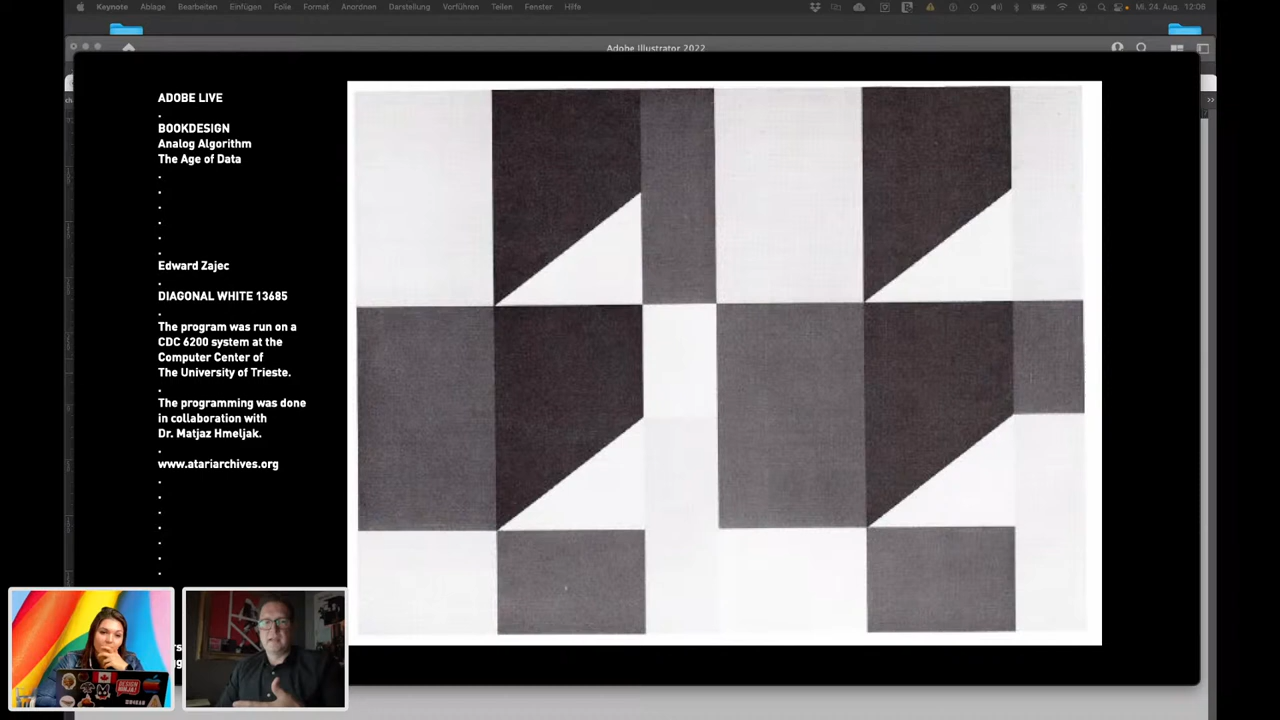 Keynote Ablage Bearbeiten Einfügen Folie Format Anordnen Darstellung Vorführen Teilen Fenster Hilfe Mi. 24. Aug. 12:06
Adobe Illustrator 2022
ADOBE LIVE
.
BOOKDESIGN
Analog Algorithm
The Age of Data
.
.
.
.
.
.
Edward Zajec
.
DIAGONAL WHITE 13685
.
The program was run on a
CDC 6200 system at the
Computer Center of
The University of Trieste.
.
The programming was done
in collaboration with
Dr. Matjaz Hmeljak.
.
www.atariarchives.org
.
.
.
.
.
.
.
DESIGN
NINJA!